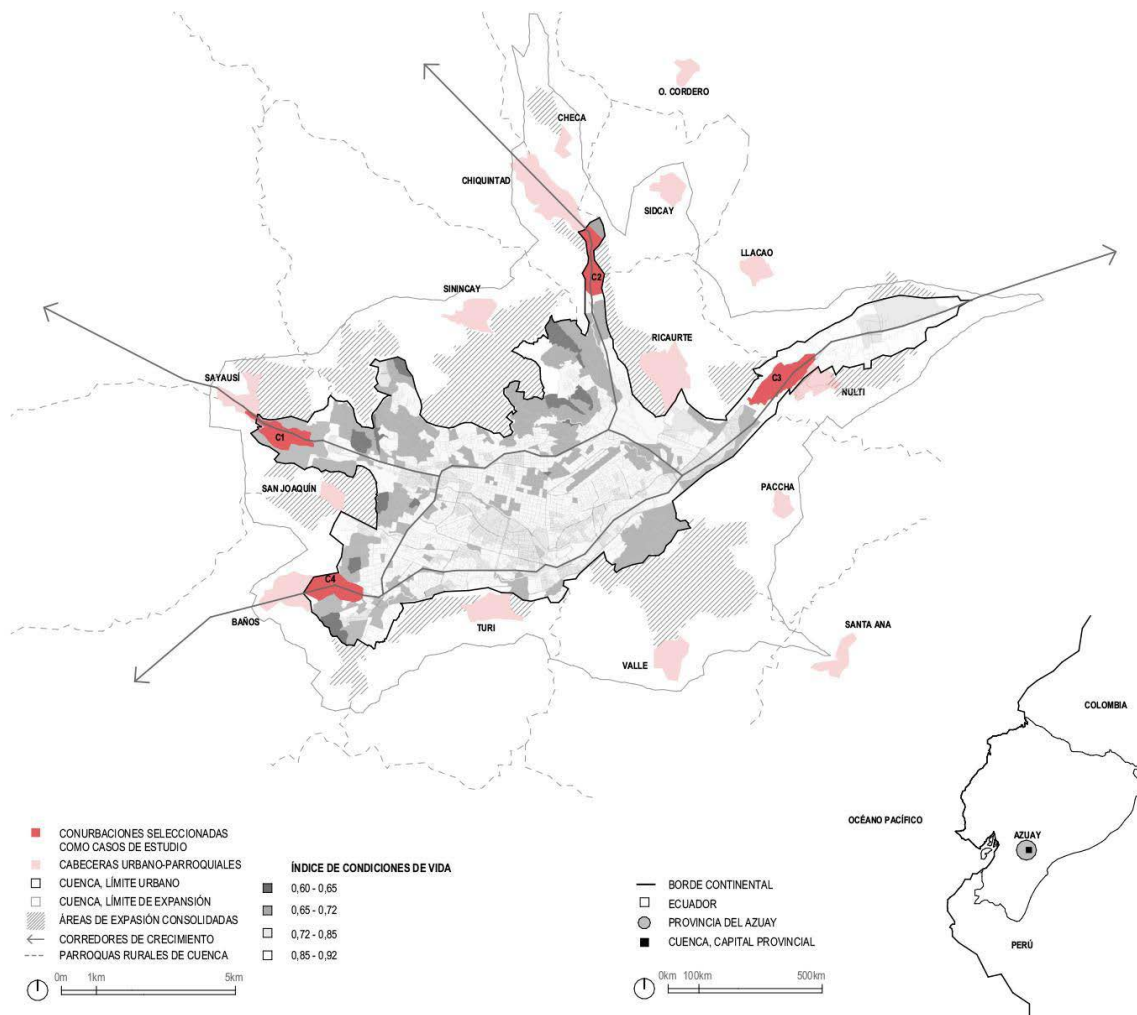 O. CORDERO
CHECA
CHIQUINTAD
SIDCAY
LLACAO
C2
SININCAY
RICAURTE
SAYAUSÍ
C3
NULTI
C1
SAN JOAQUÍN
PACCHA
C4
BAÑOS
TURI
VALLE
SANTA ANA
COLOMBIA
OCÉANO PACÍFICO
AZUAY
PERÚ
CONURBACIONES SELECCIONADAS
COMO CASOS DE ESTUDIO
CABECERAS URBANO-PARROQUIALES
CUENCA, LÍMITE URBANO
CUENCA, LÍMITE DE EXPANSIÓN
ÁREAS DE EXPASIÓN CONSOLIDADAS
CORREDORES DE CRECIMIENTO
PARROQUAS RURALES DE CUENCA
0m 1km 5km
ÍNDICE DE CONDICIONES DE VIDA
0,60 - 0,65
0,65 - 0,72
0,72 - 0,85
0,85 - 0,92
BORDE CONTINENTAL
ECUADOR
PROVINCIA DEL AZUAY
CUENCA, CAPITAL PROVINCIAL
0km 100km 500km